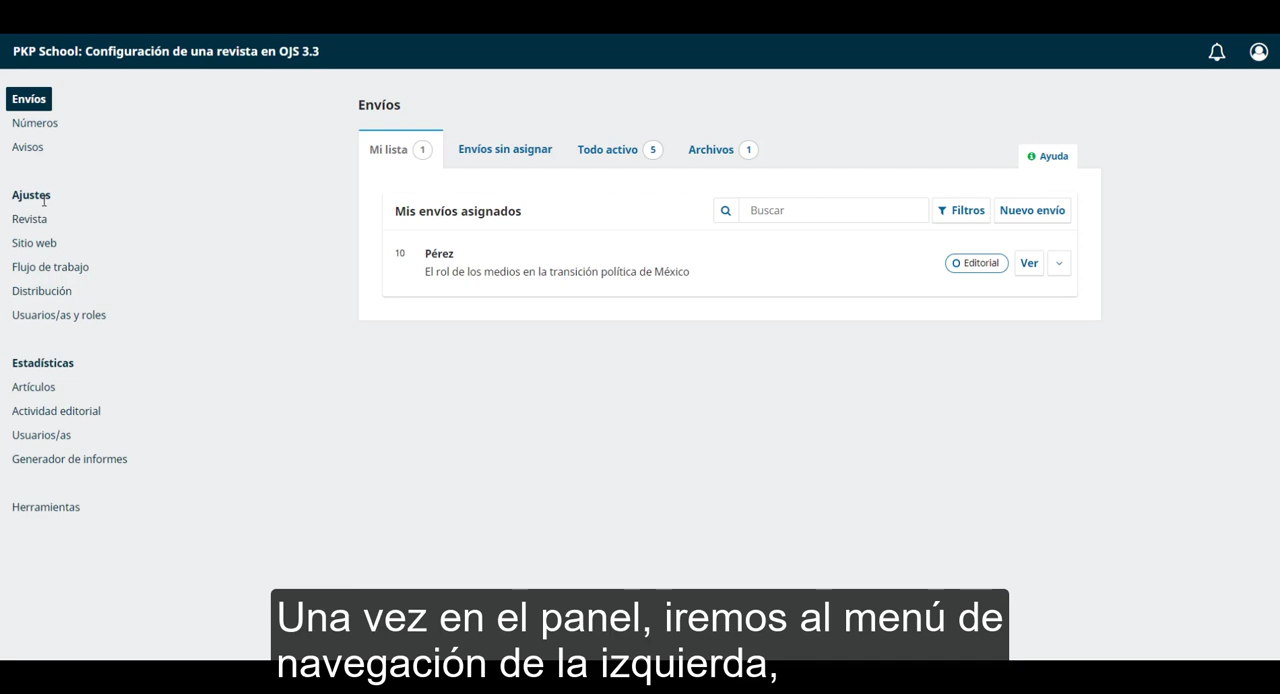 PKP School: Configuración de una revista en OJS 3.3
Envíos
Números
Avisos
Ajustes
Revista
Sitio web
Flujo de trabajo
Distribución
Usuarios/as y roles
Estadísticas
Artículos
Actividad editorial
Usuarios/as
Generador de informes
Herramientas
Envíos
Mi lista 1 Envíos sin asignar Todo activo 5 Archivos 1
Ayuda
Mis envíos asignados Buscar Filtros Nuevo envío
10 Pérez
El rol de los medios en la transición política de México
Editorial Ver
Una vez en el panel, iremos al menú de
navegación de la izquierda,